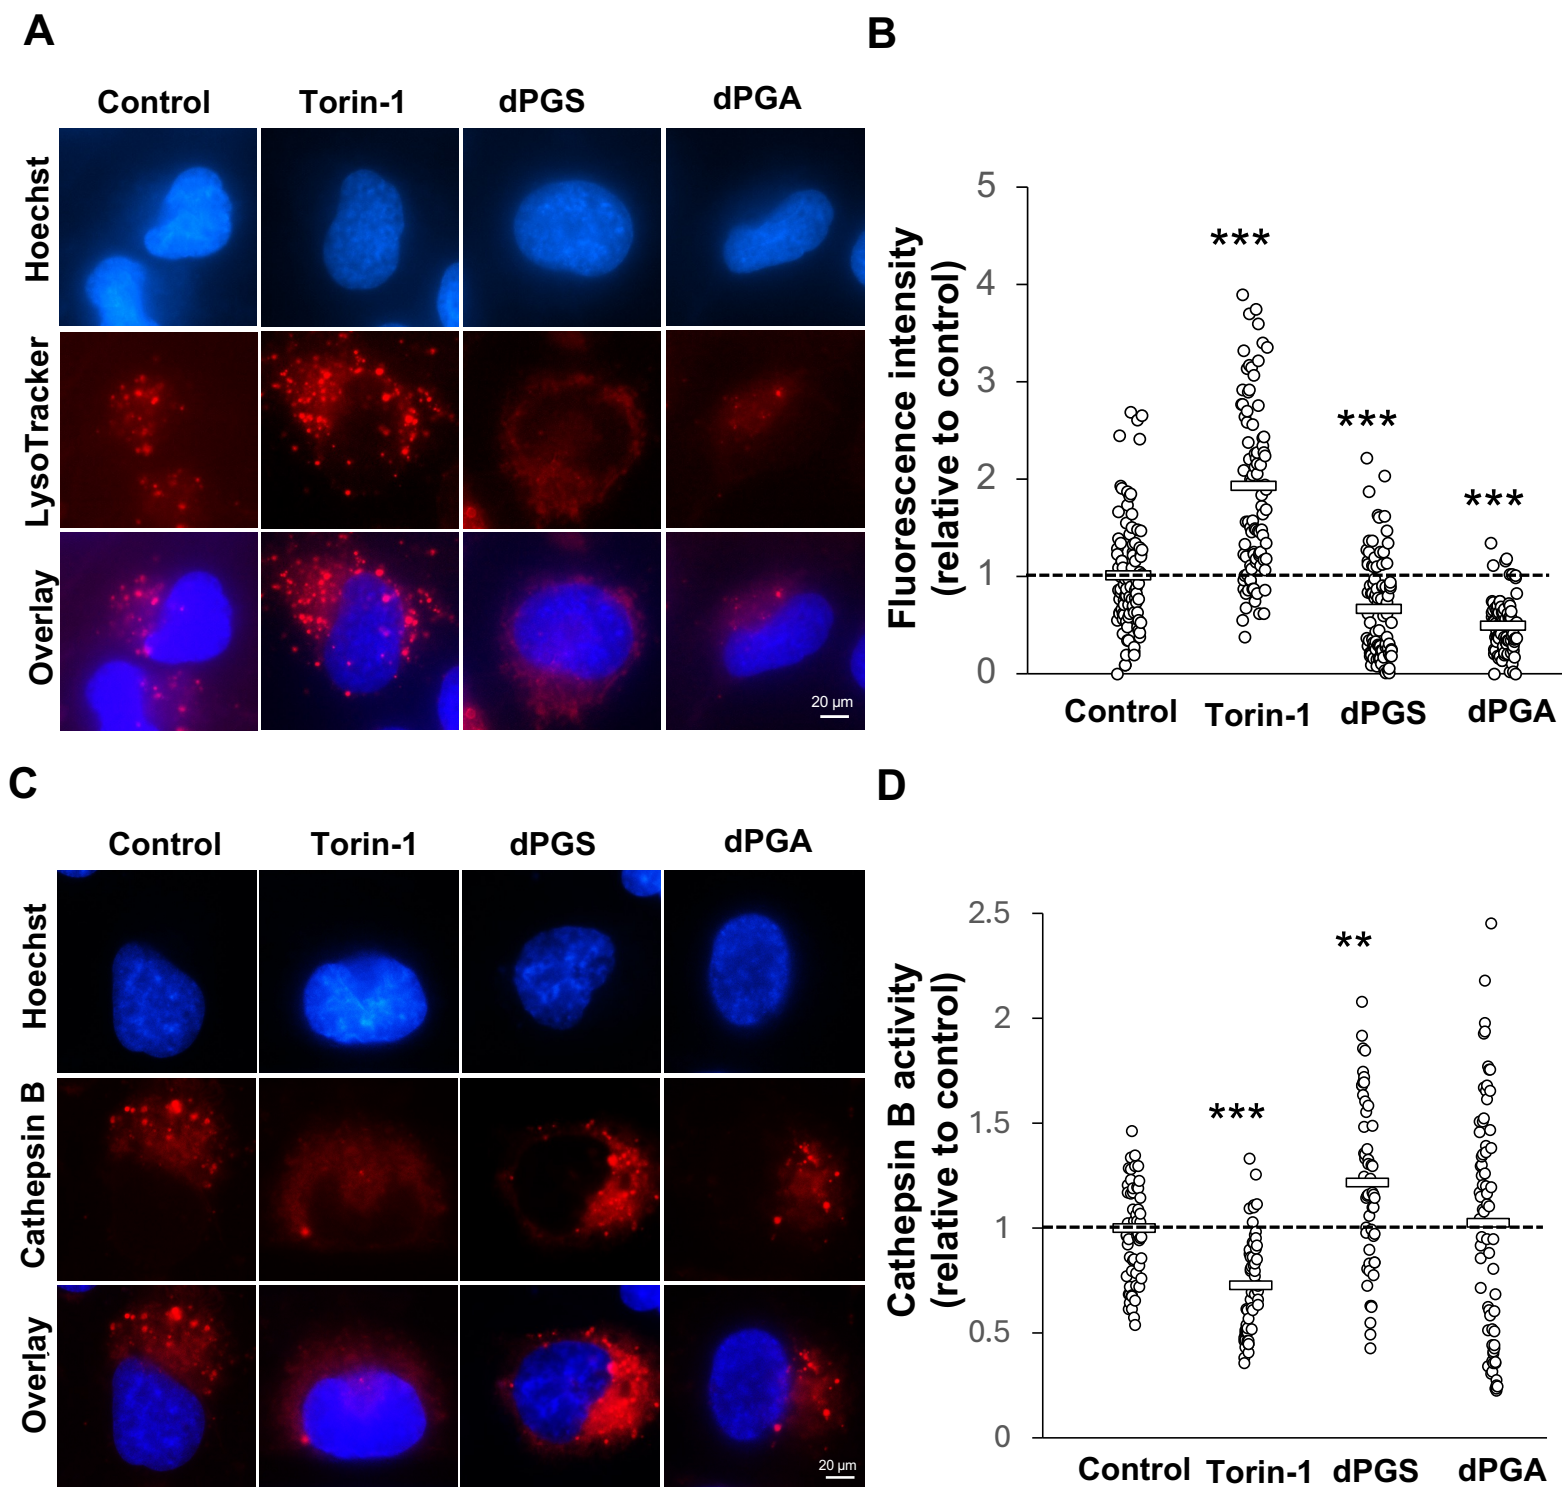 A
Control Torin-1 dPGS dPGA
Hoechst
LysoTracker
Overlay
20 µm
B
Fluorescence intensity
(relative to control)
5
4
3
2
1
0
***
***
***
Control Torin-1 dPGS dPGA
C
Control Torin-1 dPGS dPGA
Hoechst
Cathepsin B
Overlay
20 µm
D
Cathepsin B activity
(relative to control)
2.5
2
1.5
1
0.5
0
***
**
Control Torin-1 dPGS dPGA